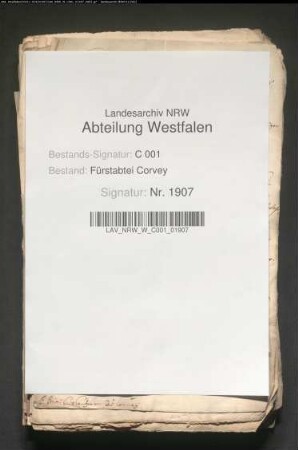 Landesarchiv NRW
Abteilung Westfalen
Bestands-Signatur: C 001
Bestand: Fürstabtei Corvey
Signatur: Nr. 1907
LAV_NRW_W_C001_01907